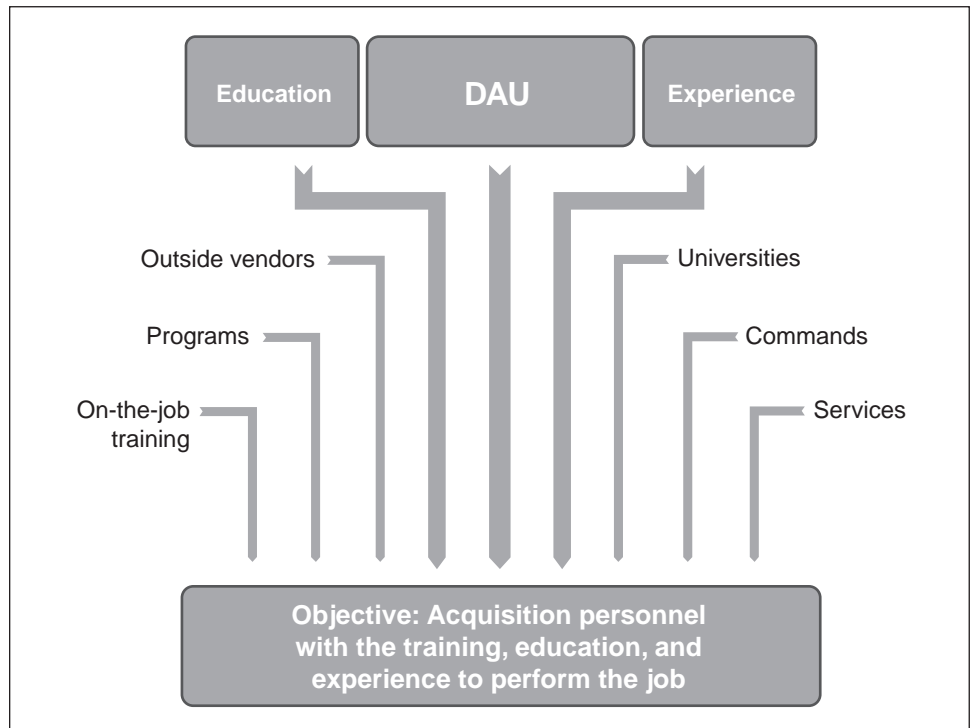 Education
DAU
Experience
Outside vendors
Universities
Programs
Commands
On-the-job
training
Services
Objective: Acquisition personnel
with the training, education, and
experience to perform the job